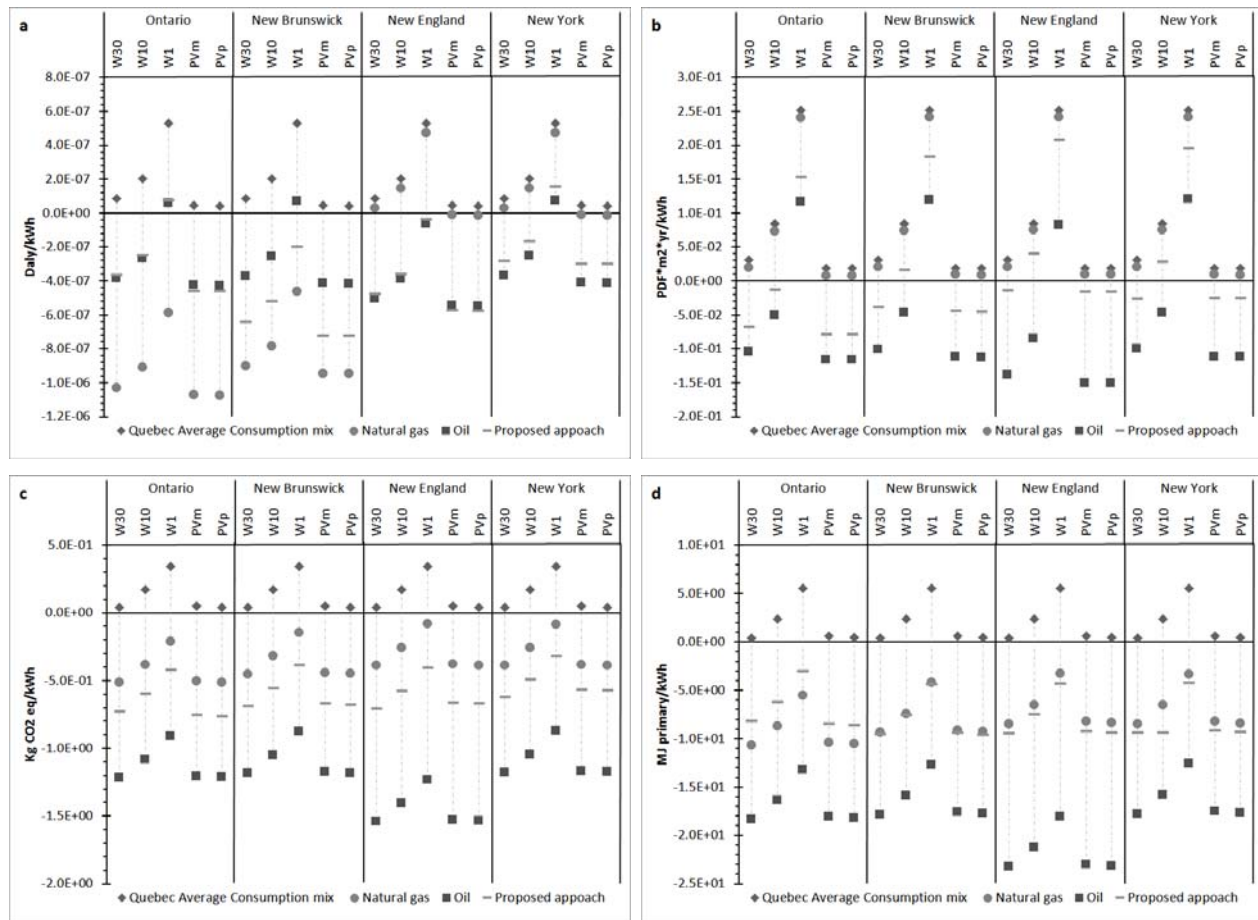 a
Ontario New Brunswick New England New York
W30 W10 W1 PVm PVp W30 W10 W1 PVm PVp W30 W10 W1 PVm PVp W30 W10 W1 PVm PVp
8.0E-07
6.0E-07
4.0E-07
2.0E-07
0.0E+00
-2.0E-07
-4.0E-07
-6.0E-07
-8.0E-07
-1.0E-06
-1.2E-06
Daly/kWh
Quebec Average Consumption mix Natural gas Oil Proposed appoach
b
Ontario New Brunswick New England New York
W30 W10 W1 PVm PVp W30 W10 W1 PVm PVp W30 W10 W1 PVm PVp W30 W10 W1 PVm PVp
3.0E-01
2.5E-01
2.0E-01
1.5E-01
1.0E-01
5.0E-02
0.0E+00
-5.0E-02
-1.0E-01
-1.5E-01
-2.0E-01
PDF*m2*yr/kWh
Quebec Average Consumption mix Natural gas Oil Proposed appoach
c
Ontario New Brunswick New England New York
W30 W10 W1 PVm PVp W30 W10 W1 PVm PVp W30 W10 W1 PVm PVp W30 W10 W1 PVm PVp
5.0E-01
0.0E+00
-5.0E-01
-1.0E+00
-1.5E+00
-2.0E+00
Kg CO2 eq/kWh
Quebec Average Consumption mix Natural gas Oil Proposed appoach
d
Ontario New Brunswick New England New York
W30 W10 W1 PVm PVp W30 W10 W1 PVm PVp W30 W10 W1 PVm PVp W30 W10 W1 PVm PVp
1.0E+01
5.0E+00
0.0E+00
-5.0E+00
-1.0E+01
-1.5E+01
-2.0E+01
-2.5E+01
MJ primary/kWh
Quebec Average Consumption mix Natural gas Oil Proposed appoach